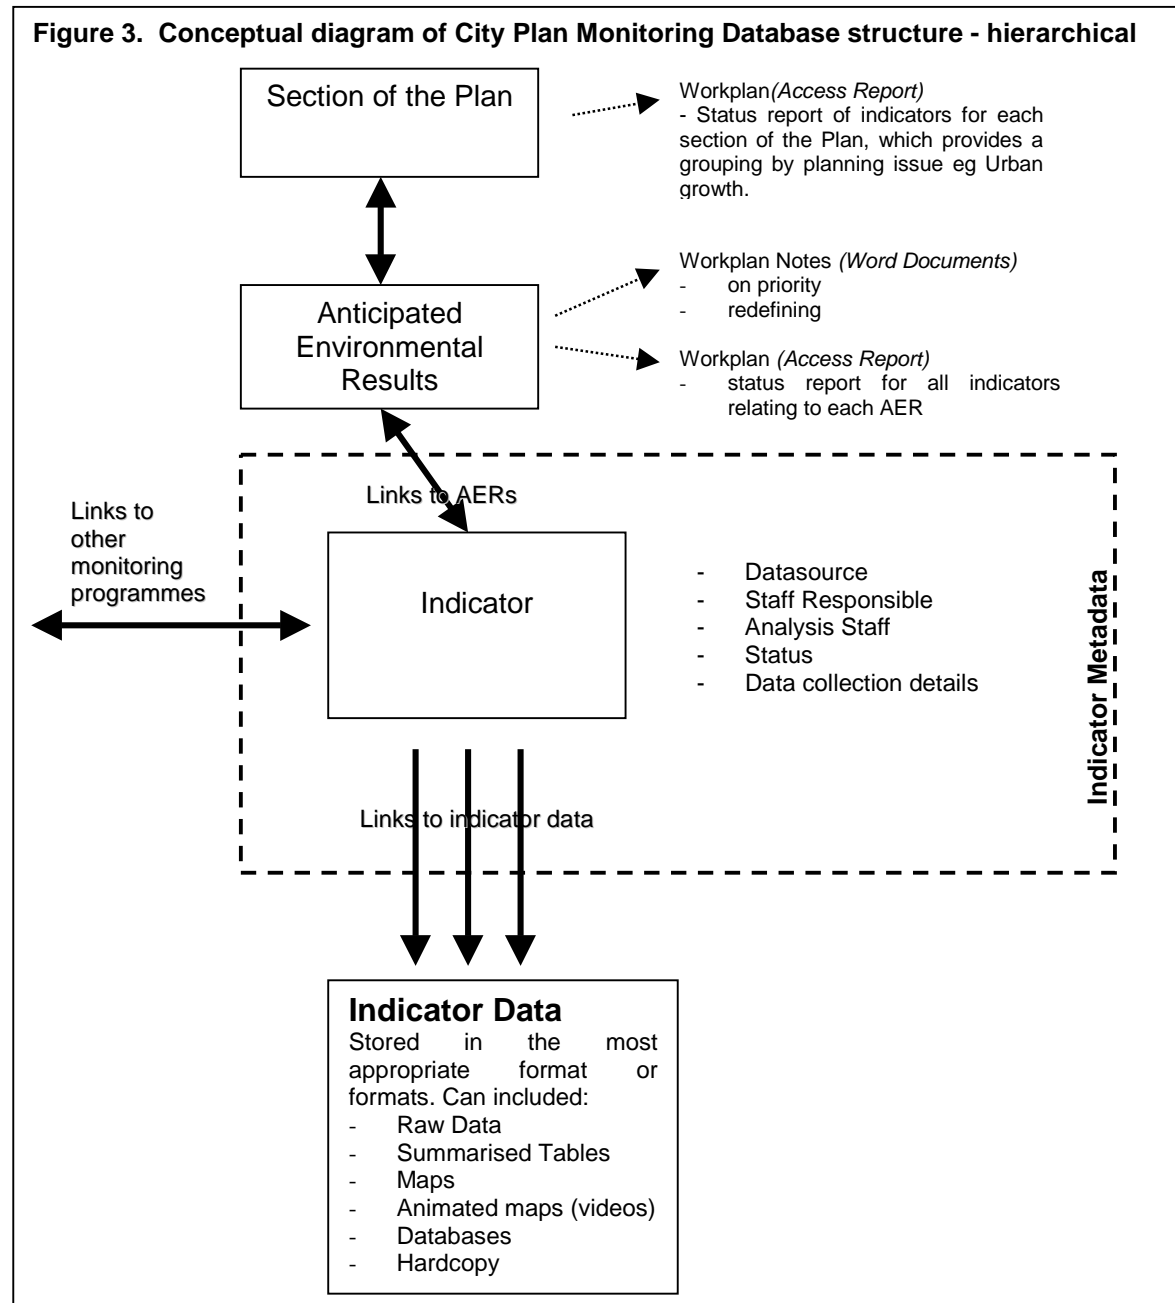 Figure 3. Conceptual diagram of City Plan Monitoring Database structure - hierarchical
Section of the Plan
Workplan(Access Report)
- Status report of indicators for each
section of the Plan, which provides a
grouping by planning issue eg Urban
growth.
Anticipated
Environmental
Results
Workplan Notes (Word Documents)
- on priority
- redefining
Workplan (Access Report)
- status report for all indicators
relating to each AER
Links to AERs
Links to
other
monitoring
programmes
Indicator
- Datasource
- Staff Responsible
- Analysis Staff
- Status
- Data collection details
Indicator Metadata
Links to indicator data
Indicator Data
Stored in the most
appropriate format or
formats. Can included:
- Raw Data
- Summarised Tables
- Maps
- Animated maps (videos)
- Databases
- Hardcopy